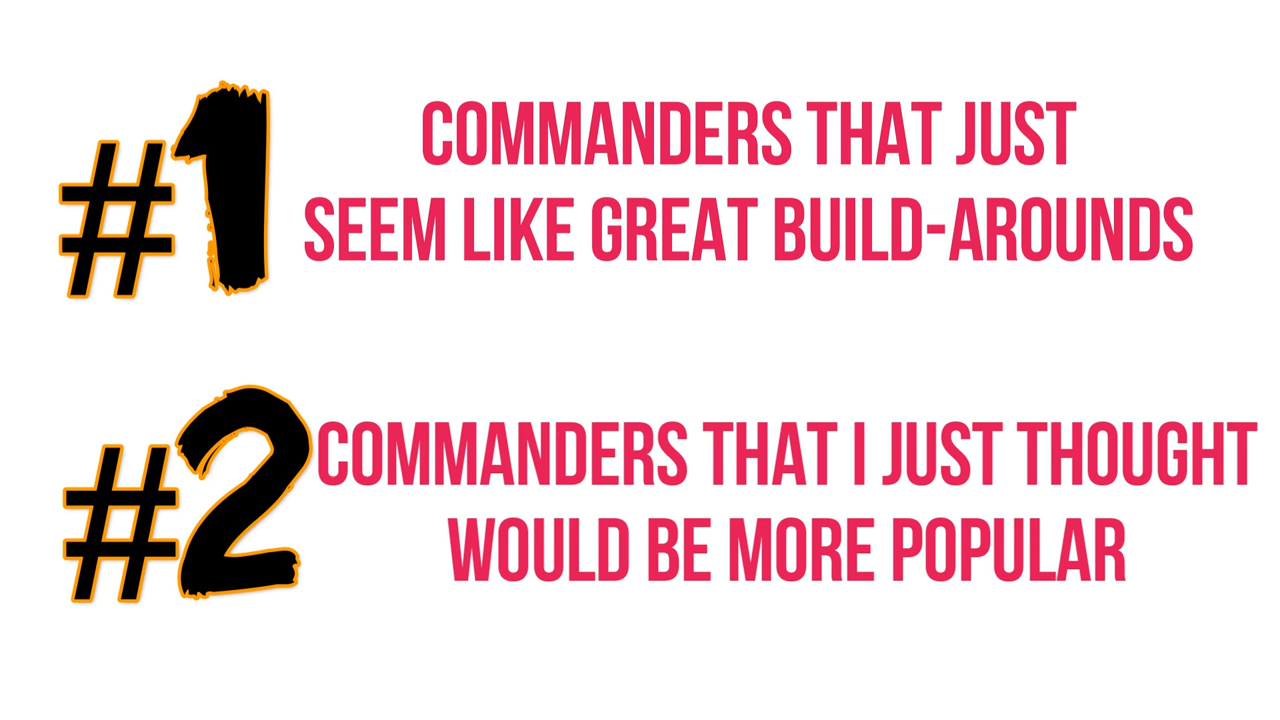 #1
COMMANDERS THAT JUST
SEEM LIKE GREAT BUILD-AROUNDS
#2
COMMANDERS THAT I JUST THOUGHT
WOULD BE MORE POPULAR